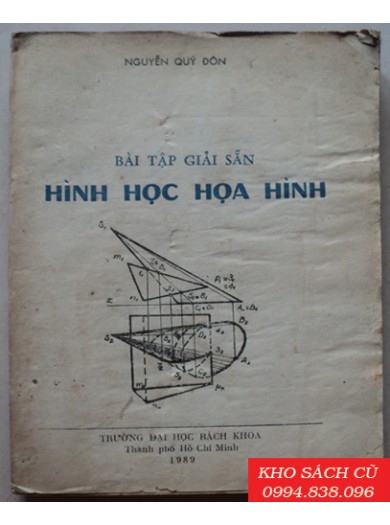 NGUYỄN QUÝ ĐÔN
BÀI TẬP GIẢI SẴN
HÌNH HỌC HỌA HÌNH
TRƯỜNG ĐẠI HỌC BÁCH KHOA
Thành phố Hồ Chí Minh
1989
KHO SÁCH CŨ
0994.838.096